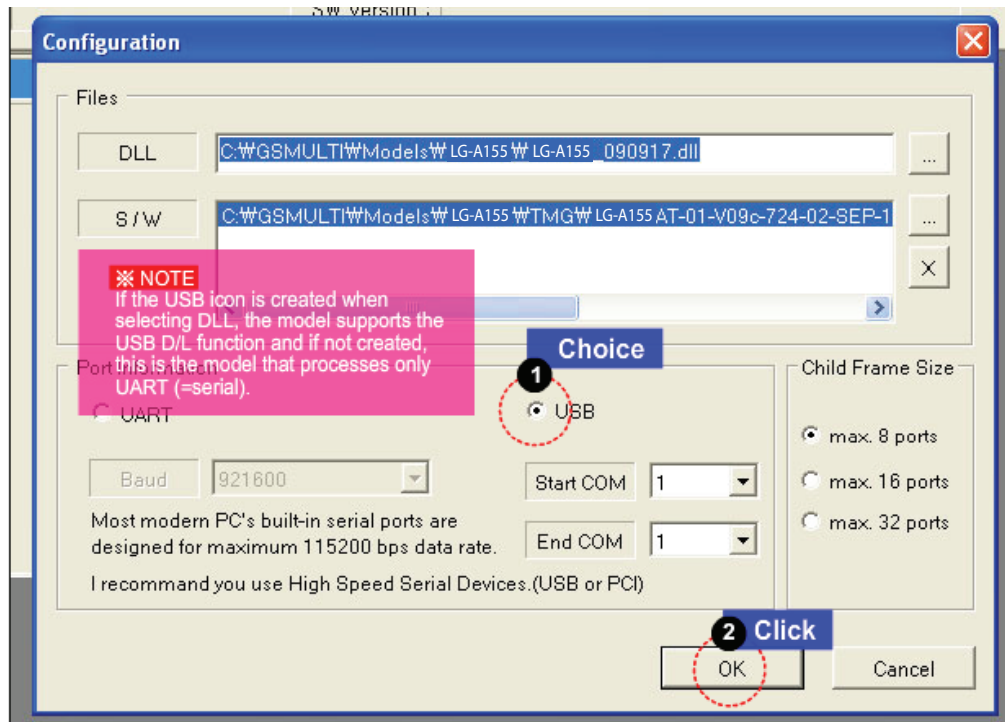 SW Version :
Configuration
Files
DLL
C:₩GSMULTI₩Models₩ LG-A155 ₩ LG-A155 _090917.dll
...
S / W
C:₩GSMULTI₩Models₩ LG-A155 ₩TMG₩ LG-A155 AT-01-V09c-724-02-SEP-1
...
X
※ NOTE
If the USB icon is created when
selecting DLL, the model supports the
USB D/L function and if not created,
this is the model that processes only
UART (=serial).
Port Information
Choice
1
UART
USB
Child Frame Size
max. 8 ports
max. 16 ports
max. 32 ports
Baud
921600
Start COM
1
Most modern PC's built-in serial ports are
designed for maximum 115200 bps data rate.
End COM
1
I recommand you use High Speed Serial Devices.(USB or PCI)
2 Click
OK
Cancel